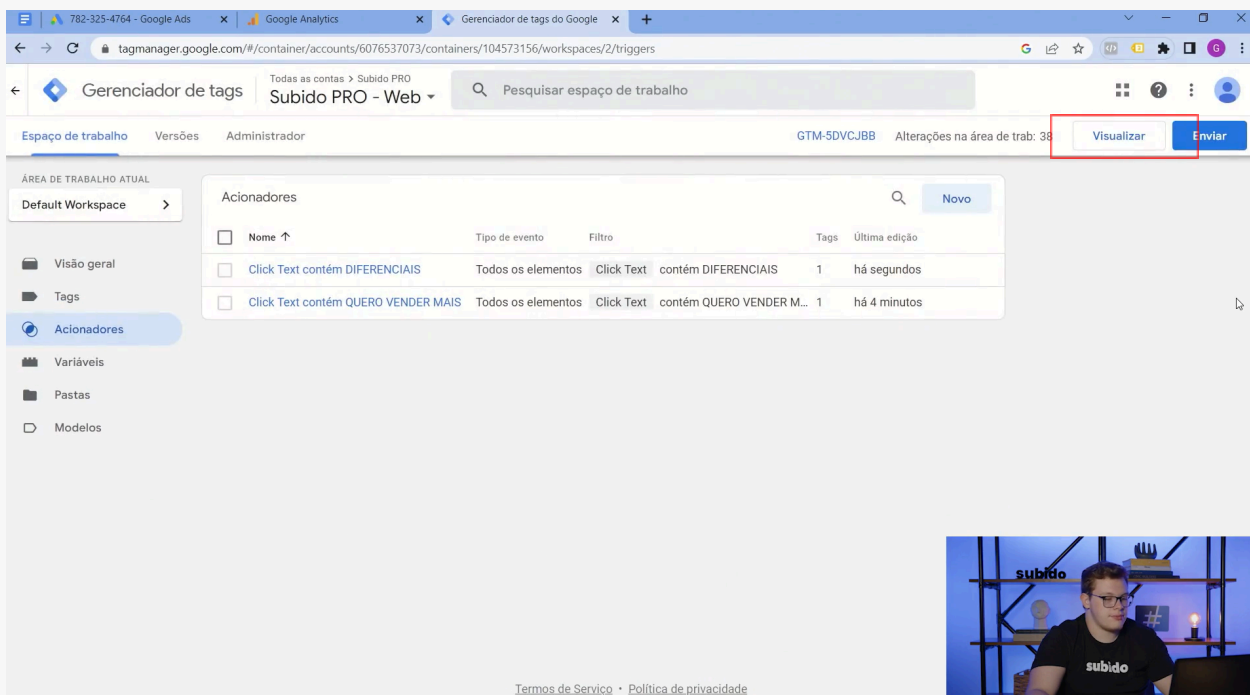 782-325-4764 - Google Ads
Google Analytics
Gerenciador de tags do Google
tagmanager.google.com/#/container/accounts/6076537073/containers/104573156/workspaces/2/triggers
G
Gerenciador de tags
Todas as contas > Subido PRO
Subido PRO - Web
Pesquisar espaço de trabalho
Espaço de trabalho Versões Administrador GTM-5DVCJBB Alterações na área de trab: 38 Visualizar Enviar
ÁREA DE TRABALHO ATUAL
Default Workspace
Visão geral
Tags
Acionadores
Variáveis
Pastas
Modelos
Acionadores
Novo
Nome Tipo de evento Filtro Tags Última edição
Click Text contém DIFERENCIAIS Todos os elementos Click Text contém DIFERENCIAIS 1 há segundos
Click Text contém QUERO VENDER MAIS Todos os elementos Click Text contém QUERO VENDER M... 1 há 4 minutos
subido
#
subido
Termos de Serviço • Política de privacidade